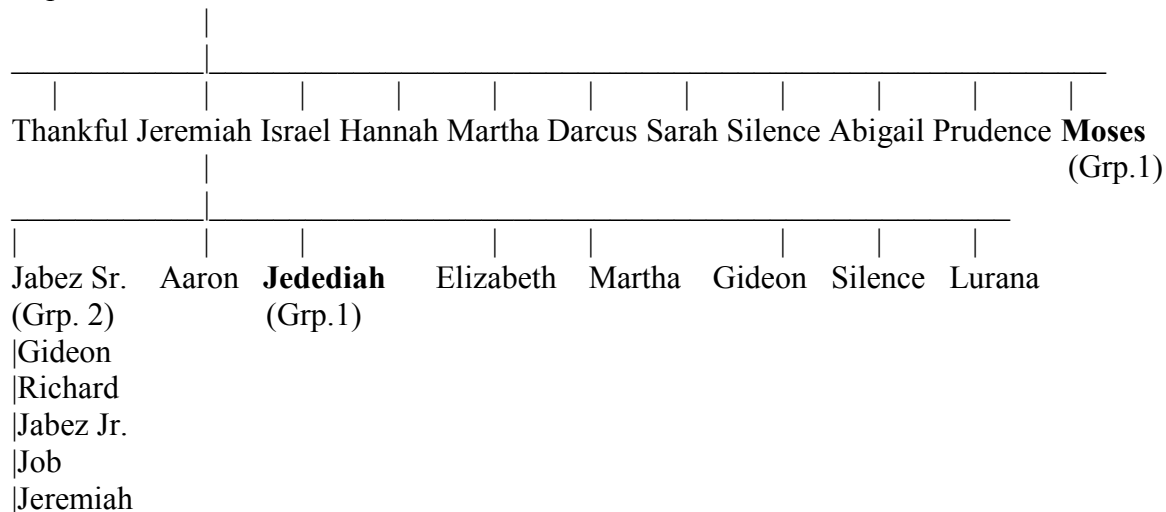 Thankful Jeremiah Israel Hannah Martha Darcus Sarah Silence Abigail Prudence Moses
(Grp.1)
Jabez Sr. Aaron Jedediah Elizabeth Martha Gideon Silence Lurana
(Grp. 2) (Grp.1)
|Gideon
|Richard
|Jabez Jr.
|Job
|Jeremiah